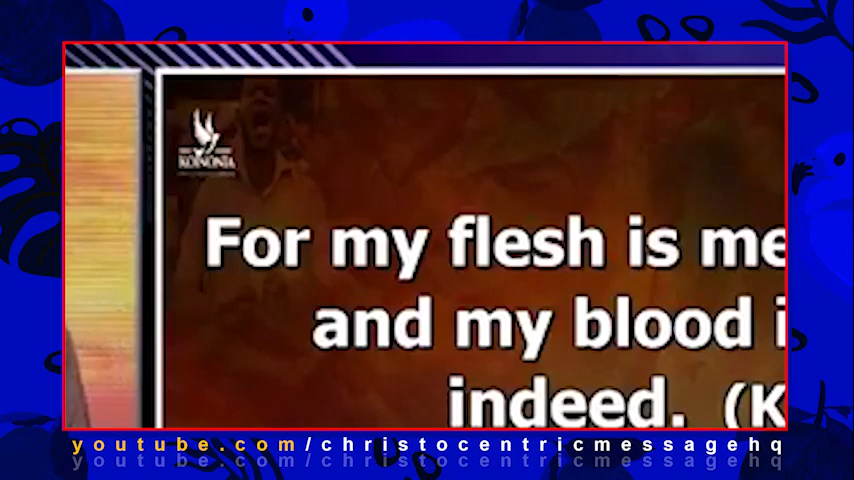 KOINONIA
For my flesh is me
and my blood i
indeed. (K
youtube.com/christocentricmessagehq
youtube.com/christocentricmessagehq